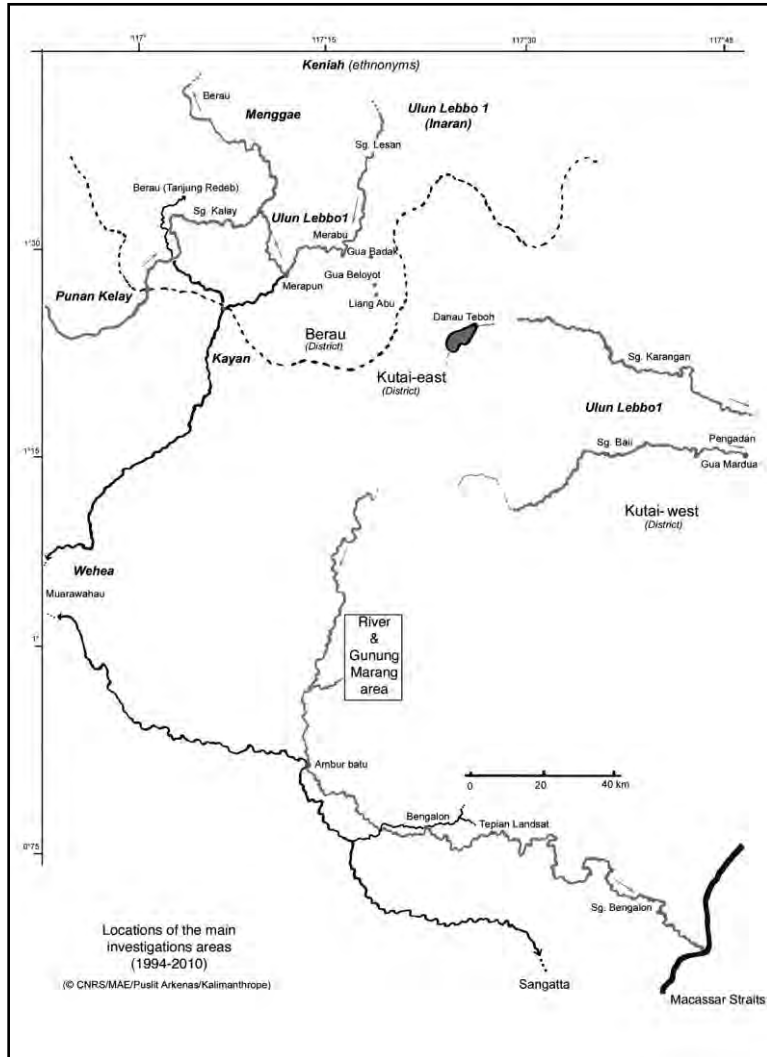 117°
117°15
117°30
117°45
Keniah (ethnonyms)
Berau
Menggae
Ulun Lebbo 1
(Inaran)
Sg. Lesan
Berau (Tanjung Redeb)
Sg. Kalay
Ulun Lebbo1
Merabu
1°30
Gua Badak
Gua Beloyot
Punan Kelay
Merapun
Liang Abu
Berau
(District)
Danau Teboh
Kayan
Kutai-east
(District)
Sg. Karangan
Ulun Lebbo1
1°15
Sg. Baii
Pengadan
Gua Mardua
Kutai-west
(District)
Wehea
Muarawahau
1°
River
&
Gunung
Marang
area
Ambur batu
0
20
40 km
Bengalon
Tepian Landsat
0°75
Sg. Bengalon
Locations of the main
investigations areas
(1994-2010)
(© CNRS/MAE/Puslit Arkenas/Kalimanthrope)
Sangatta
Macassar Straits